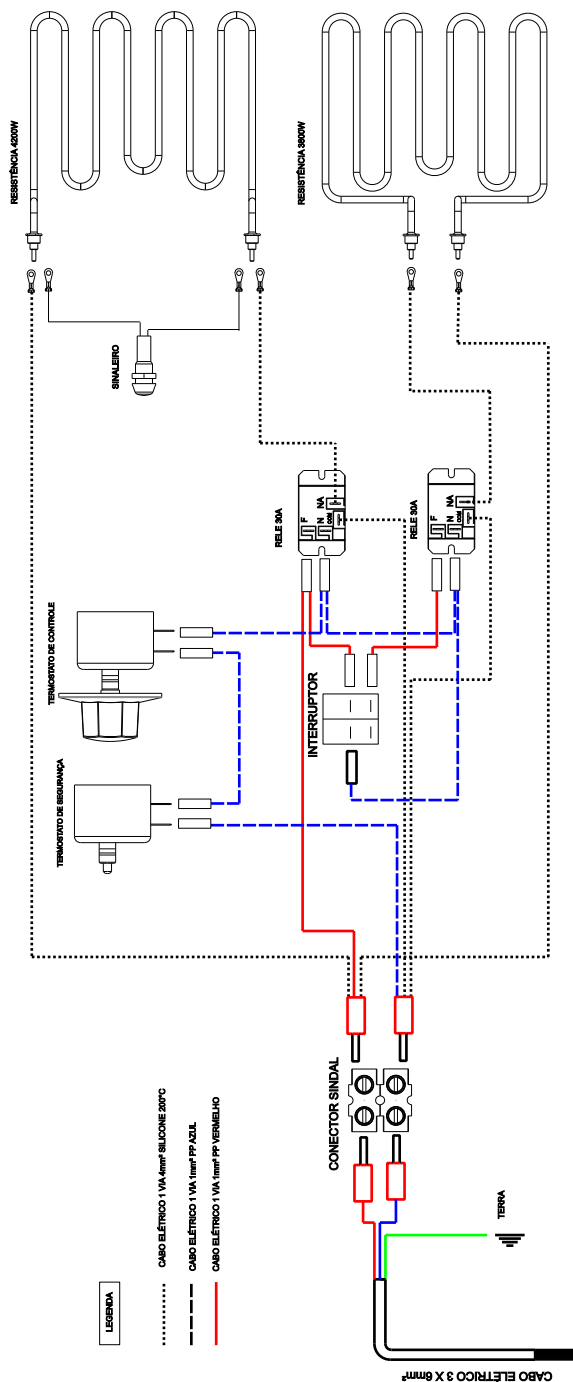 RESISTÊNCIA 4200W
RESISTÊNCIA 3800W
SINALEIRO
RELE 30A
F
N
NA
COM
RELE 30A
F
N
NA
COM
TERMOSTATO DE CONTROLE
INTERRUPTOR
TERMOSTATO DE SEGURANÇA
CONECTOR SINDAL
LEGENDA
CABO ELÉTRICO 1 VIA 4mm² SILICONE 200°C
CABO ELÉTRICO 1 VIA 1mm² PP AZUL
CABO ELÉTRICO 1 VIA 1mm² PP VERMELHO
TERRA
CABO ELÉTRICO 3 X 6mm²